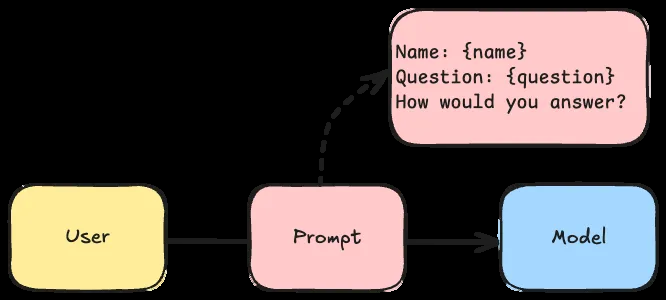 Name: {name}
Question: {question}
How would you answer?
User
Prompt
Model